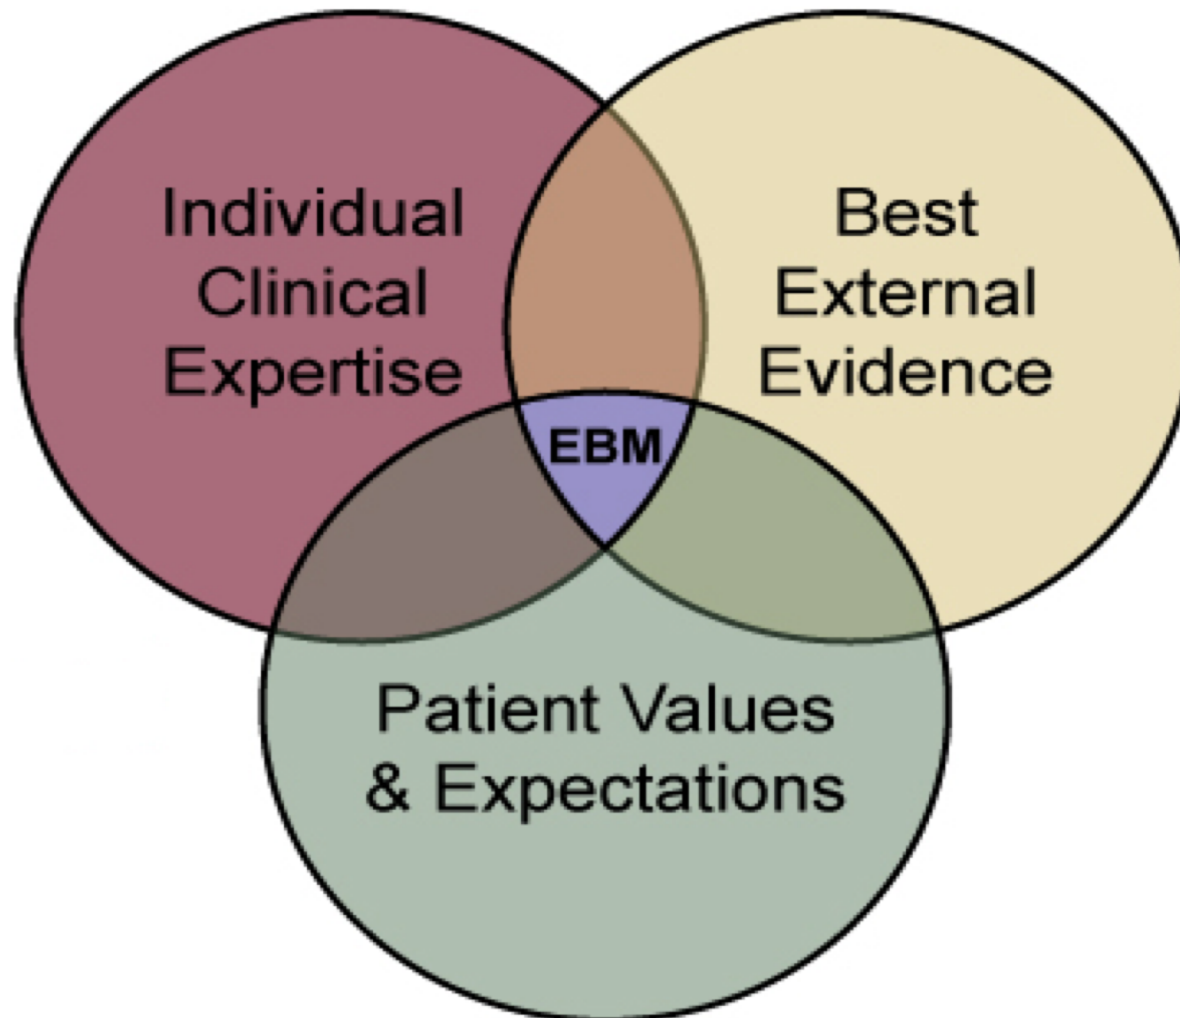 Individual
Clinical
Expertise
Best
External
Evidence
EBM
Patient Values
& Expectations